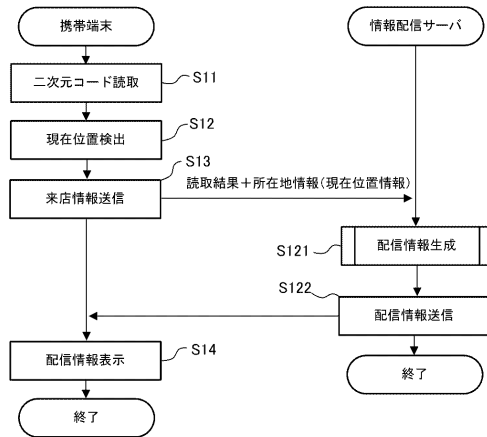 携帯端末
情報配信サーバ
二次元コード読取
S11
現在位置検出
S12
S13
来店情報送信
読取結果+所在地情報(現在位置情報)
S121
配信情報生成
S122
配信情報送信
配信情報表示
S14
終了
終了